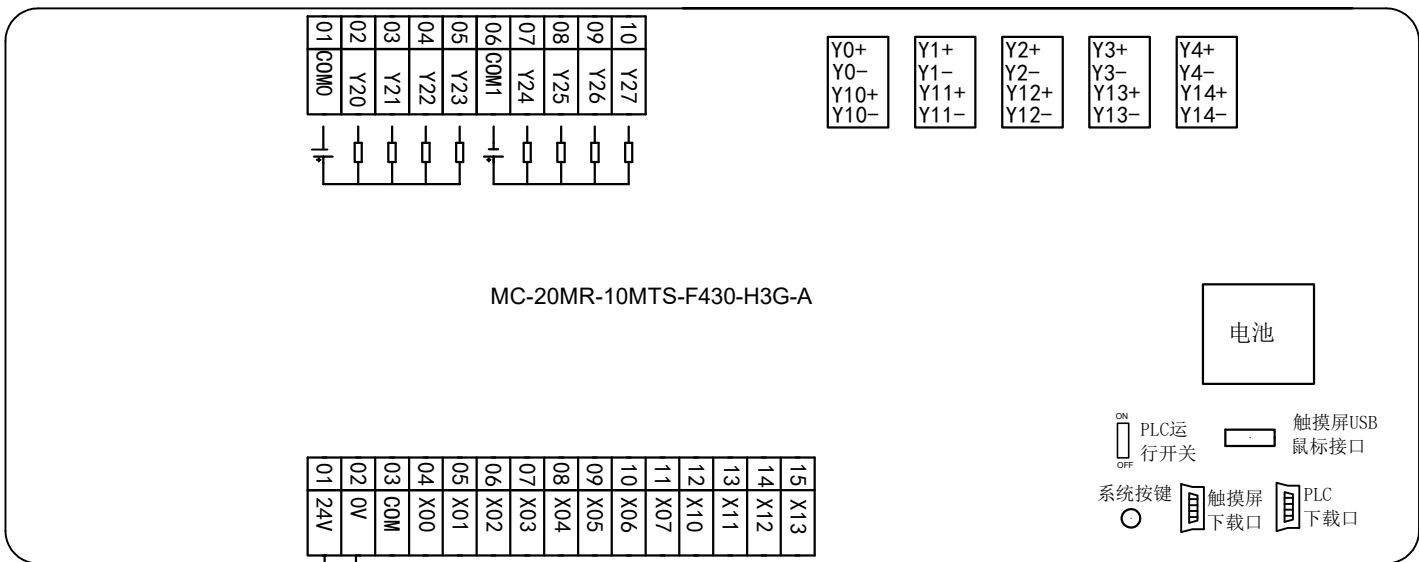 01 02 03 04 05 06 07 08 09 10
COM0 Y20 Y21 Y22 Y23 COM1 Y24 Y25 Y26 Y27
Y0+ Y1+ Y2+ Y3+ Y4+
Y0- Y1- Y2- Y3- Y4-
Y10+ Y11+ Y12+ Y13+ Y14+
Y10- Y11- Y12- Y13- Y14-
MC-20MR-10MTS-F430-H3G-A
电池
ON
PLC运
行开关
OFF
触摸屏USB
鼠标接口
系统按键
触摸屏
下载口
PLC
下载口
01 02 03 04 05 06 07 08 09 10 11 12 13 14 15
24V 0V COM X00 X01 X02 X03 X04 X05 X06 X07 X10 X11 X12 X13